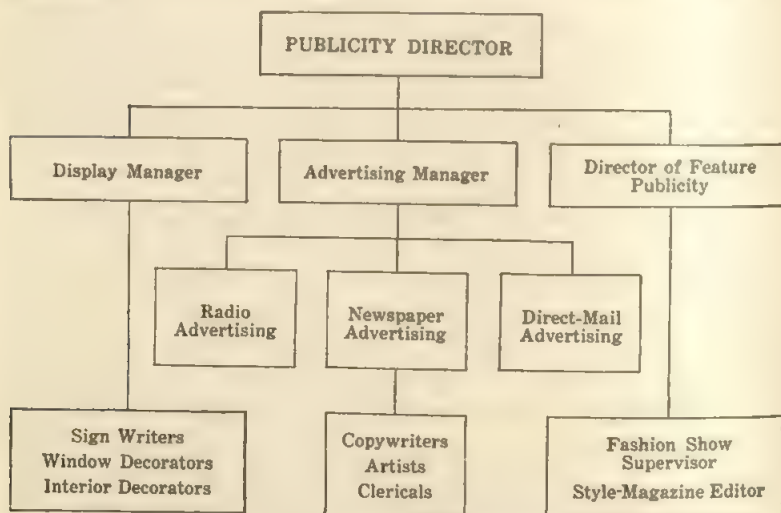 PUBLICITY DIRECTOR
Display Manager
Advertising Manager
Director of Feature
Publicity
Radio
Advertising
Newspaper
Advertising
Direct-Mail
Advertising
Sign Writers
Window Decorators
Interior Decorators
Copywriters
Artists
Clericals
Fashion Show
Supervisor
Style-Magazine Editor